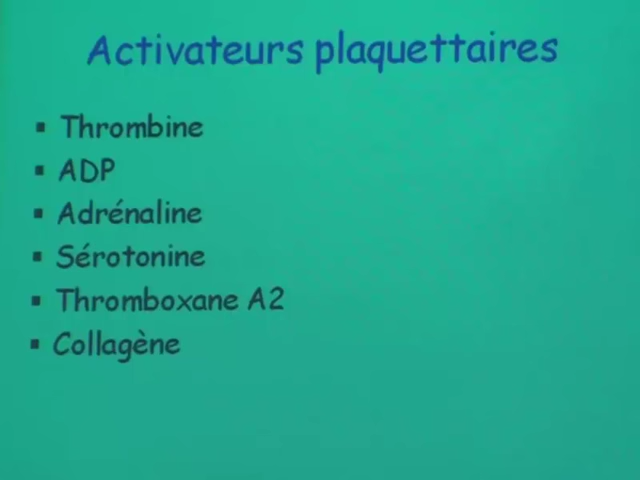 Activateurs plaquettaires
▪ Thrombine
▪ ADP
▪ Adrénaline
▪ Sérotonine
▪ Thromboxane A2
▪ Collagène